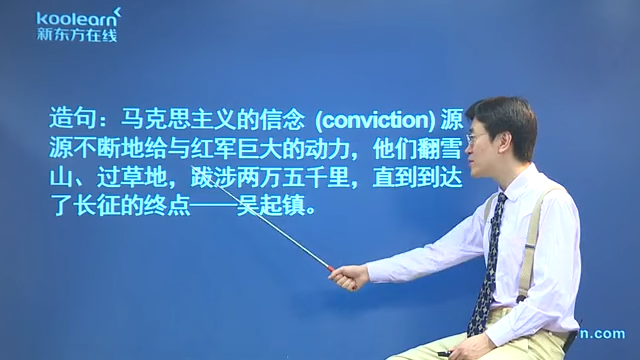 koolearn
新东方在线
造句：马克思主义的信念 (conviction) 源
源不断地给与红军巨大的动力，他们翻雪
山、过草地，跋涉两万五千里，直到到达
了长征的终点——吴起镇。
n.com